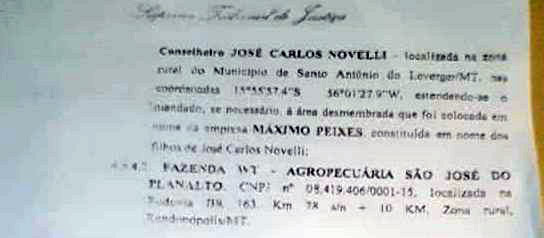 Superior Tribunal de Justiça
Conselheiro JOSÉ CARLOS NOVELLI - localizada na zona
rural do Município de Santo Antônio do Leverger/MT, nas
coordenadas 15°55'57.4"S 56°01'27.9"W, estendendo-se o
mandado, se necessário, à área desmembrada que foi colocada em
nome da empresa MÁXIMO PEIXES, constituída em nome dos
filhos de José Carlos Novelli;
FAZENDA WT - AGROPECUÁRIA SÃO JOSÉ DO
PLANALTO, CNPJ nº 08.419.406/0001-15, localizada na
Rodovia 163, Km 78 s/n + 10 KM, Zona rural,
Rondonópolis/MT.